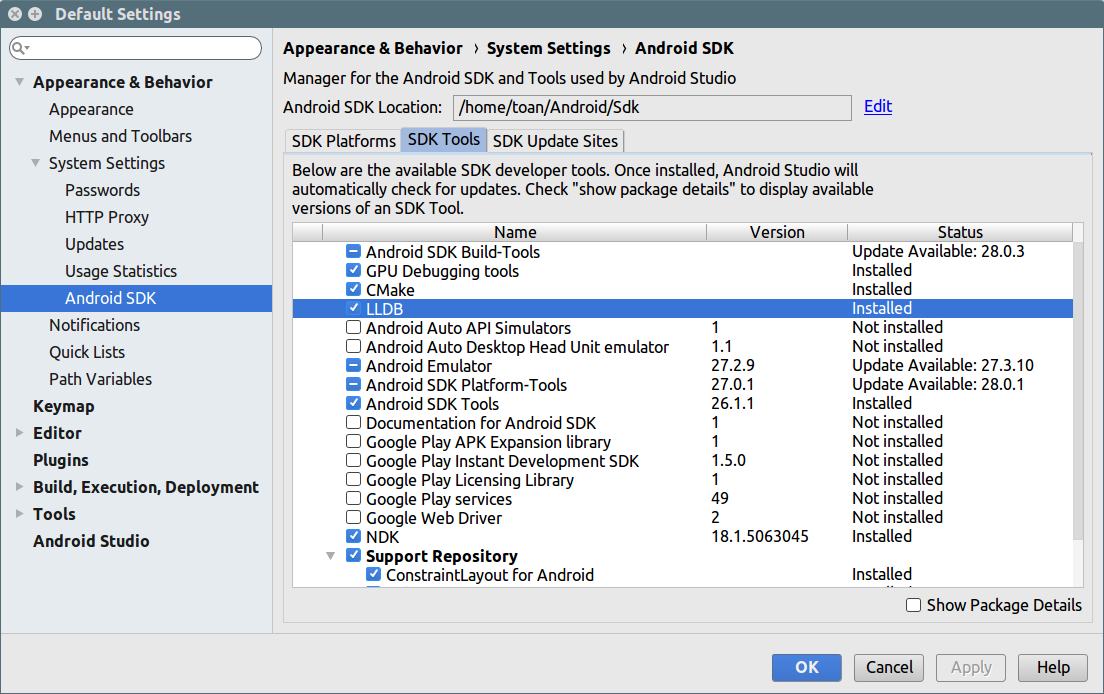 Default Settings
Appearance & Behavior
Appearance
Menus and Toolbars
System Settings
Passwords
HTTP Proxy
Updates
Usage Statistics
Android SDK
Notifications
Quick Lists
Path Variables
Keymap
Editor
Plugins
Build, Execution, Deployment
Tools
Android Studio
Appearance & Behavior › System Settings › Android SDK
Manager for the Android SDK and Tools used by Android Studio
Android SDK Location: /home/toan/Android/Sdk Edit
SDK Platforms SDK Tools SDK Update Sites
Below are the available SDK developer tools. Once installed, Android Studio will
automatically check for updates. Check "show package details" to display available
versions of an SDK Tool.
Name Version Status
Android SDK Build-Tools Update Available: 28.0.3
GPU Debugging tools Installed
CMake Installed
LLDB Installed
Android Auto API Simulators 1 Not installed
Android Auto Desktop Head Unit emulator 1.1 Not installed
Android Emulator 27.2.9 Update Available: 27.3.10
Android SDK Platform-Tools 27.0.1 Update Available: 28.0.1
Android SDK Tools 26.1.1 Installed
Documentation for Android SDK 1 Not installed
Google Play APK Expansion library 1 Not installed
Google Play Instant Development SDK 1.5.0 Not installed
Google Play Licensing Library 1 Not installed
Google Play services 49 Not installed
Google Web Driver 2 Not installed
NDK 18.1.5063045 Installed
Support Repository
ConstraintLayout for Android Installed
Show Package Details
OK Cancel Apply Help